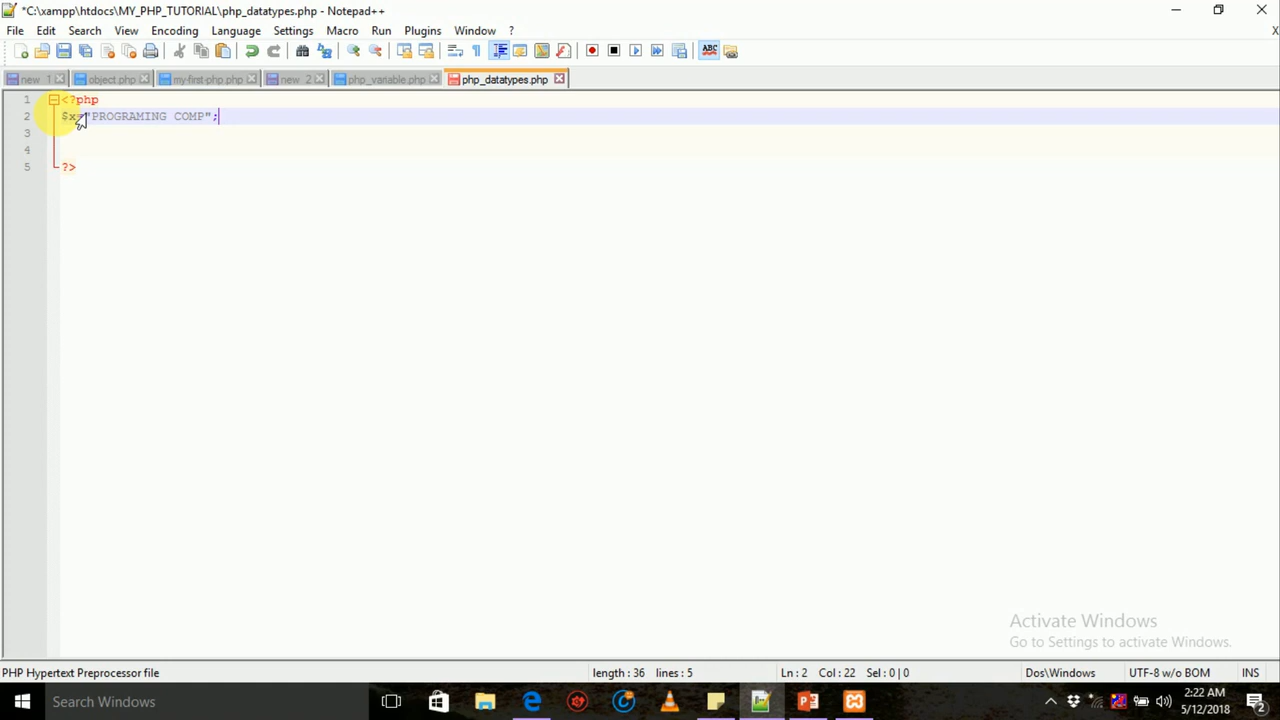 *C:\xampp\htdocs\MY_PHP_TUTORIAL\php_datatypes.php - Notepad++
File Edit Search View Encoding Language Settings Macro Run Plugins Window ? X
new 1 object.php my-first-php.php new 2 php_variable.php php_datatypes.php
1 <?php
2 $x="PROGRAMING COMP";
3
4
5 ?>
Activate Windows
Go to Settings to activate Windows.
PHP Hypertext Preprocessor file length : 36 lines : 5 Ln : 2 Col : 22 Sel : 0 | 0 Dos\Windows UTF-8 w/o BOM INS
Search Windows 2:22 AM
5/12/2018 2